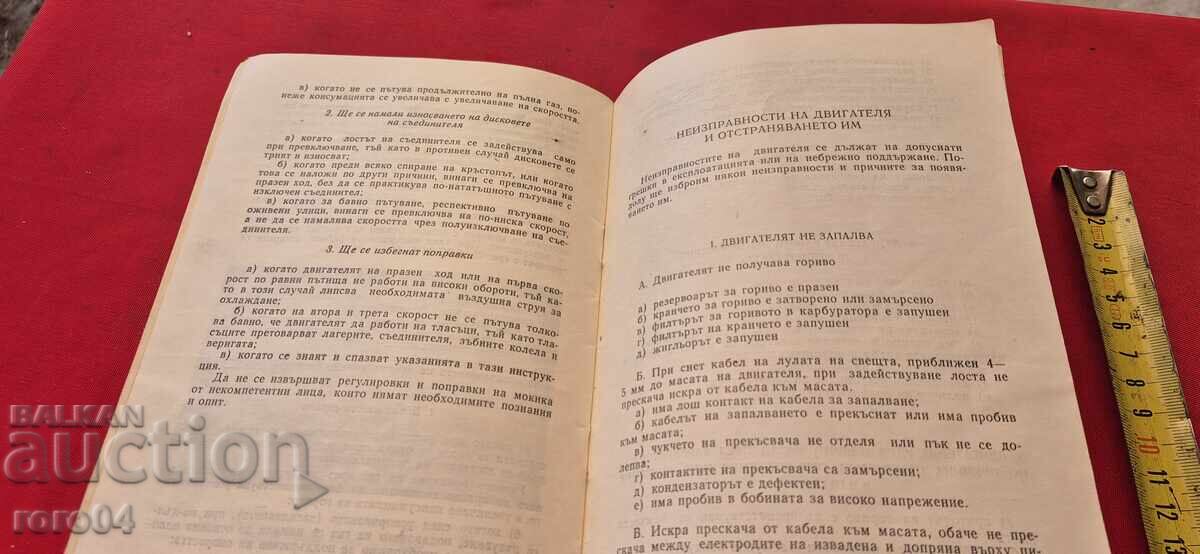 в) когато не се пътува продължително на пълна газ, по-
неже консумацията се увеличава с увеличаване на скоростта.
2. Ще се намали износването на дисковете
на съединителя
а) когато лостът на съединителя се задействува само
при превключване, тъй като в противен случай дисковете се
трият и износват;
б) когато преди всяко спиране на кръстопът, или когато
това се наложи по други причини, винаги се превключва на
празен ход, без да се практикува по-нататъшното пътуване с
изключен съединител;
в) когато за бавно пътуване, респективно пътуване по
оживени улици, винаги се превключва на по-ниска скорост,
а не да се намалява скоростта чрез полуизключване на съе-
динителя.
3. Ще се избегнат поправки
а) когато двигателят на празен ход или на първа ско-
рост по равни пътища не работи на високи обороти, тъй ка-
то в този случай липсва необходимата въздушна струя за
охлаждане;
б) когато на втора и трета скорост не се пътува толко-
ва бавно, че двигателят да работи на тласъци, тъй като тла-
съците претоварват лагерите, съединителя, зъбните колела и
веригата;
в) когато се знаят и спазват указанията в тази инструк-
ция.
Да не се извършват регулировки и поправки на мокика
от некомпетентни лица, които нямат необходимите познания
и опит.
НЕИЗПРАВНОСТИ НА ДВИГАТЕЛЯ
И ОТСТРАНЯВАНЕТО ИМ
Неизправностите на двигателя се дължат на допуснати
грешки в експлоатацията или на небрежно поддържане. По-
долу ще изброим някои неизправности и причините за появя-
ването им.
1. ДВИГАТЕЛЯТ НЕ ЗАПАЛВА
А. Двигателят не получава гориво
а) резервоарът за гориво е празен
б) кранчето за гориво е затворено или замърсено
в) филтърът за горивото в карбуратора е запушен
г) филтърът на кранчето е запушен
д) жигльорът е запушен
Б. При снет кабел на лулата на свещта, приближен 4—
5 мм до масата на двигателя, при задействуване лоста не
прескача искра от кабела към масата.
а) има лош контакт на кабела за запалване;
б) кабелът на запалването е прекъснат или има пробив
към масата;
в) чукчето на прекъсвача не отделя или пък не се до-
лепва;
г) контактите на прекъсвача са замърсени;
д) кондензаторът е дефектен;
е) има пробив в бобината за високо напрежение.
В. Искра прескача от кабела към масата, обаче не пре-
скача между електродите на извадена и допряна върху ци-
BALKAN
auction
roro04
2
3
4
5
6
7
8
9
10
11
12